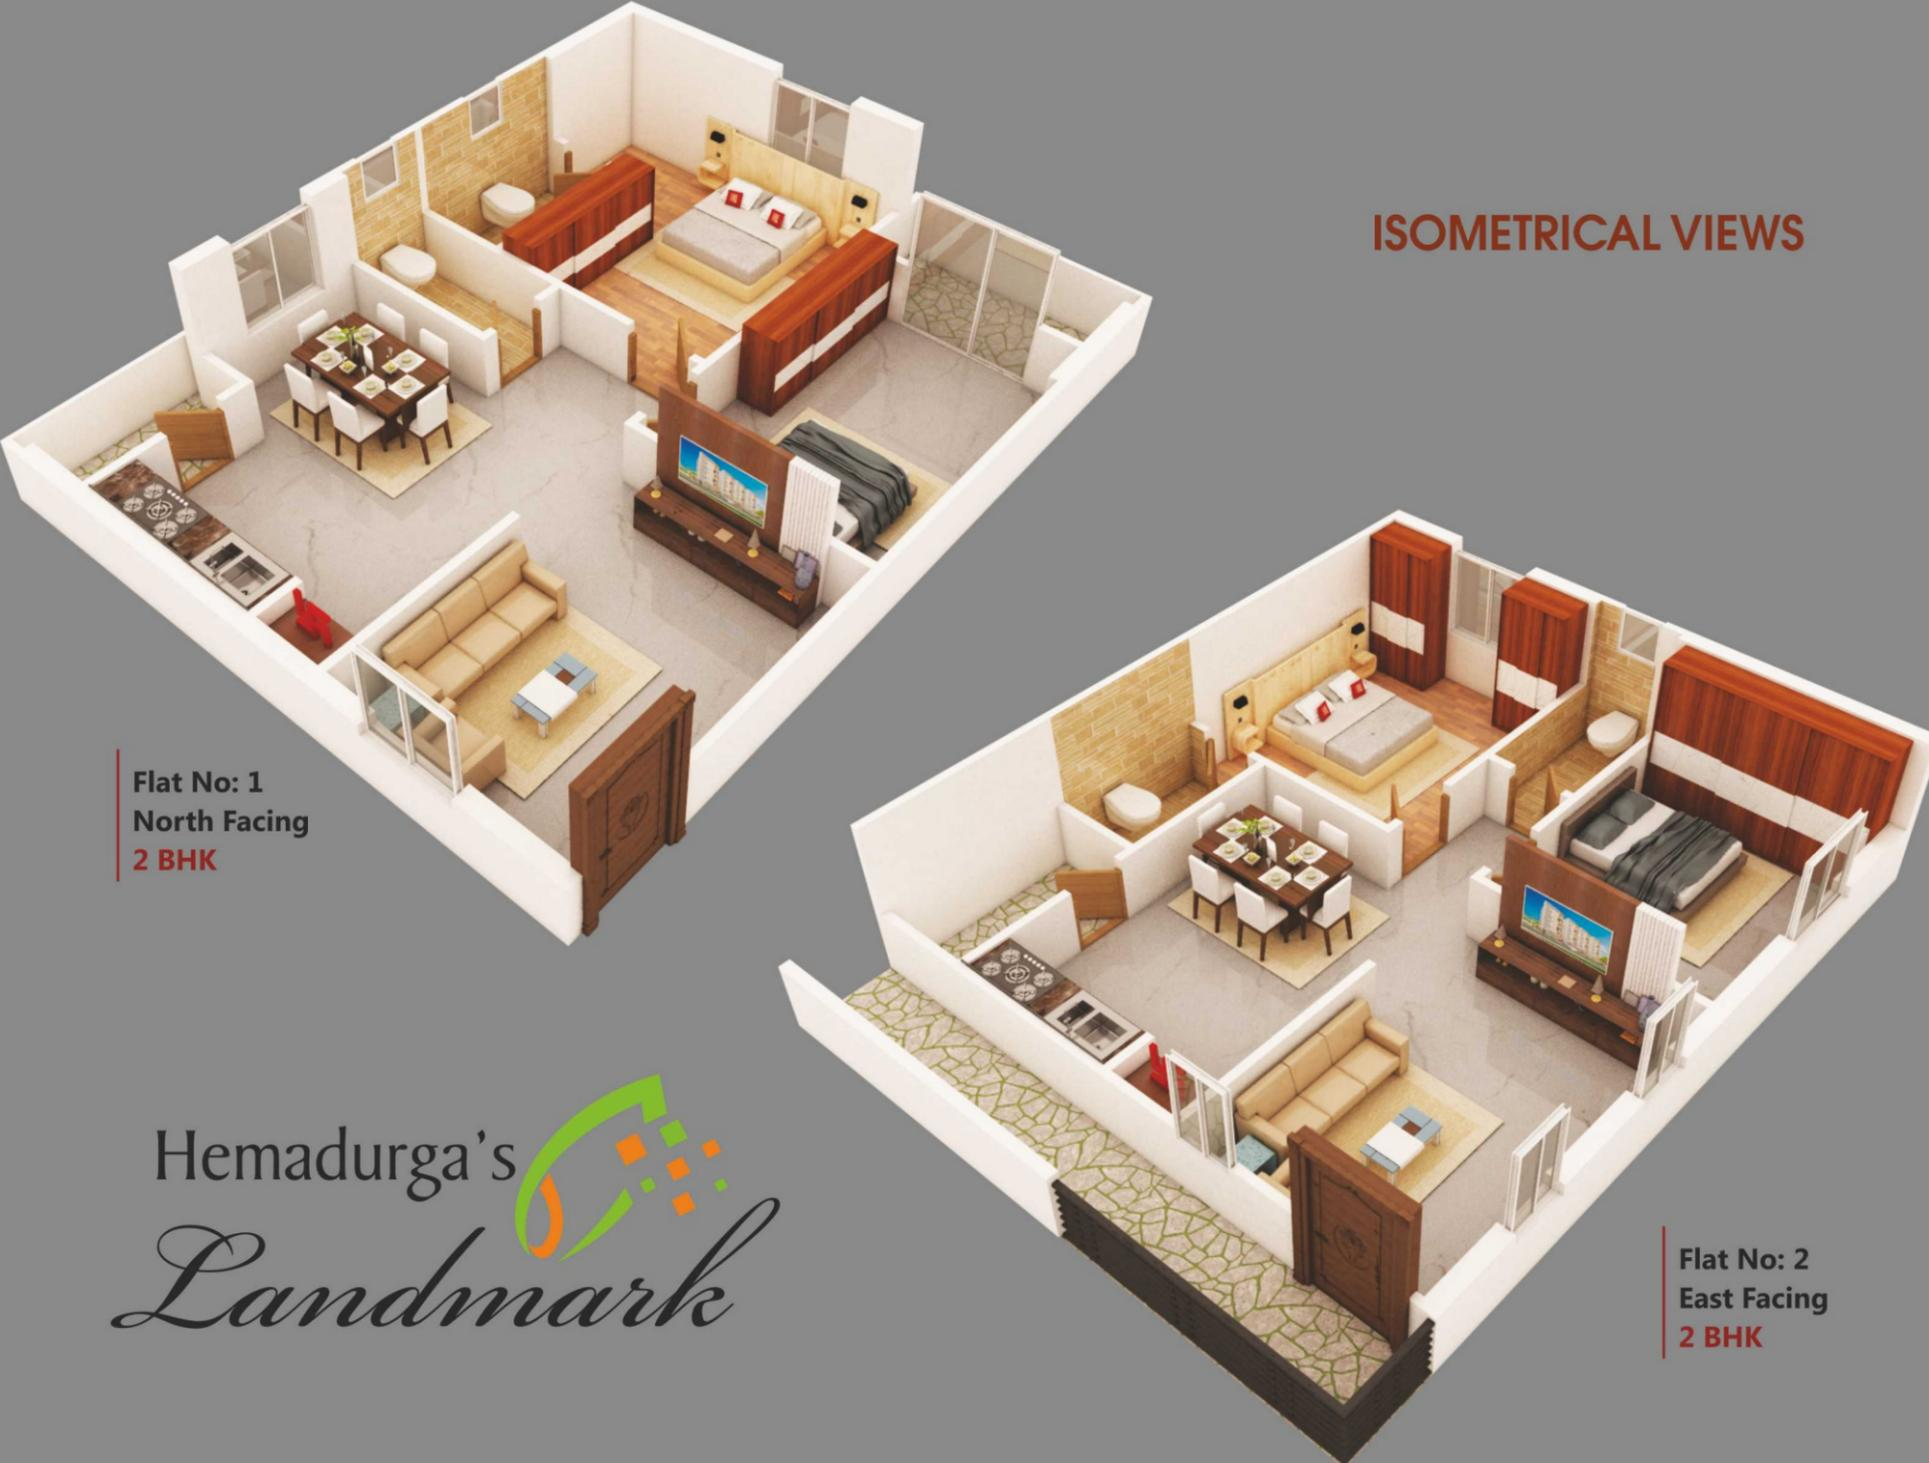 ISOMETRICAL VIEWS
Flat No: 1
North Facing
2 BHK
Hemadurga's
Landmark
Flat No: 2
East Facing
2 BHK